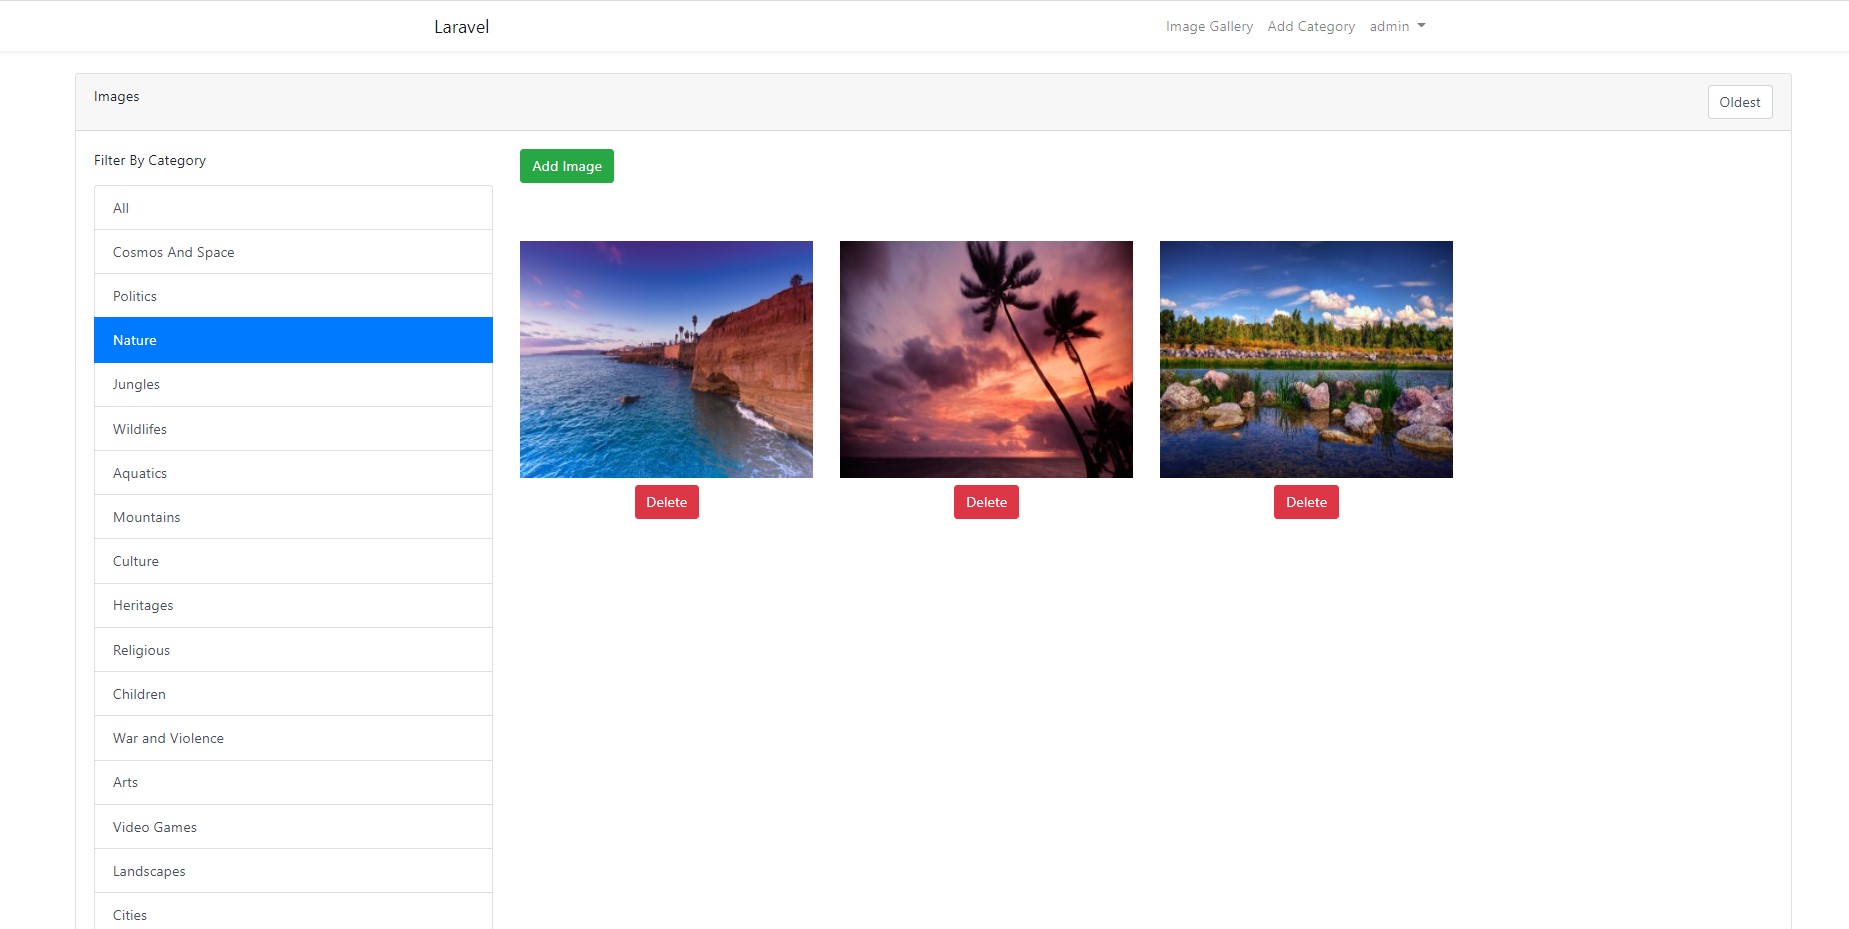 Laravel
Image Gallery Add Category admin
Images
Oldest
Filter By Category
Add Image
All
Cosmos And Space
Politics
Nature
Jungles
Wildlifes
Aquatics
Mountains
Culture
Heritages
Religious
Children
War and Violence
Arts
Video Games
Landscapes
Cities
Delete Delete Delete